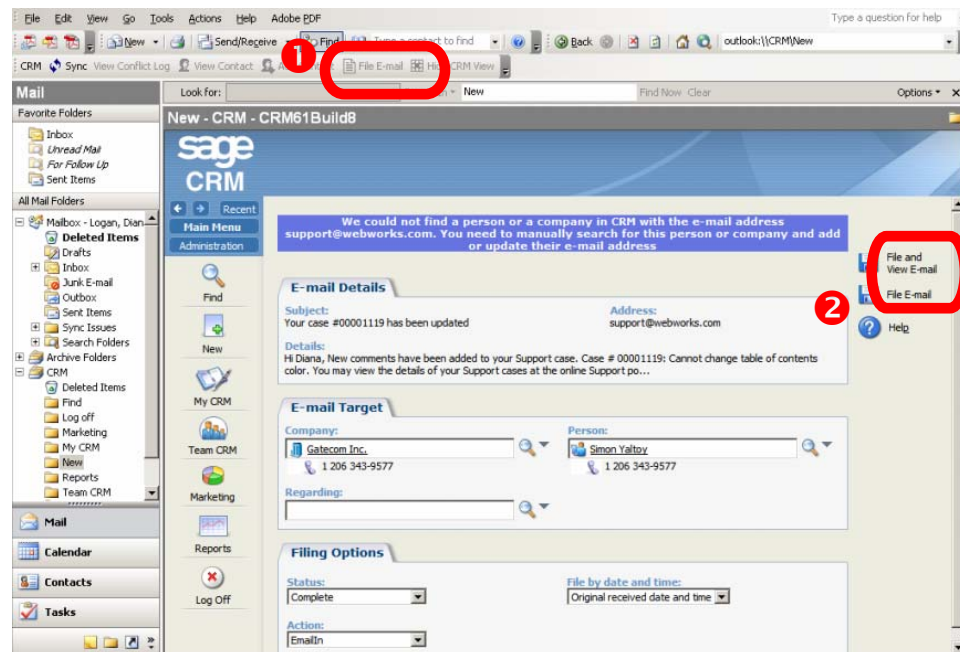 File Edit View Go Tools Actions Help Adobe PDF Type a question for help
New Send/Receive Find Type a contact to find Back outlook:\\CRM\New
CRM Sync View Conflict Log View Contact File E-mail CRM View
1
Mail
Look for: New Find Now Clear Options
Favorite Folders
Inbox
Unread Mail
For Follow Up
Sent Items
All Mail Folders
Mailbox - Logan, Dian
Deleted Items
Drafts
Inbox
Junk E-mail
Outbox
Sent Items
Sync Issues
Search Folders
Archive Folders
CRM
Deleted Items
Find
Log off
Marketing
My CRM
New
Reports
Team CRM
Mail
Calendar
Contacts
Tasks
New - CRM - CRM61Build8
sage
CRM
Recent
Main Menu
Administration
Find
New
My CRM
Team CRM
Marketing
Reports
Log Off
We could not find a person or a company in CRM with the e-mail address
support@webworks.com. You need to manually search for this person or company and add
or update their e-mail address
E-mail Details
Subject: Address:
Your case #00001119 has been updated support@webworks.com
Details:
Hi Diana, New comments have been added to your Support case. Case # 00001119: Cannot change table of contents
color. You may view the details of your Support cases at the online Support po...
E-mail Target
Company: Person:
Gatecom Inc. Simon Yaltoy
1 206 343-9577 1 206 343-9577
Regarding:
Filing Options
Status: File by date and time:
Complete Original received date and time
Action:
EmailIn
File and
View E-mail
File E-mail
2
Help